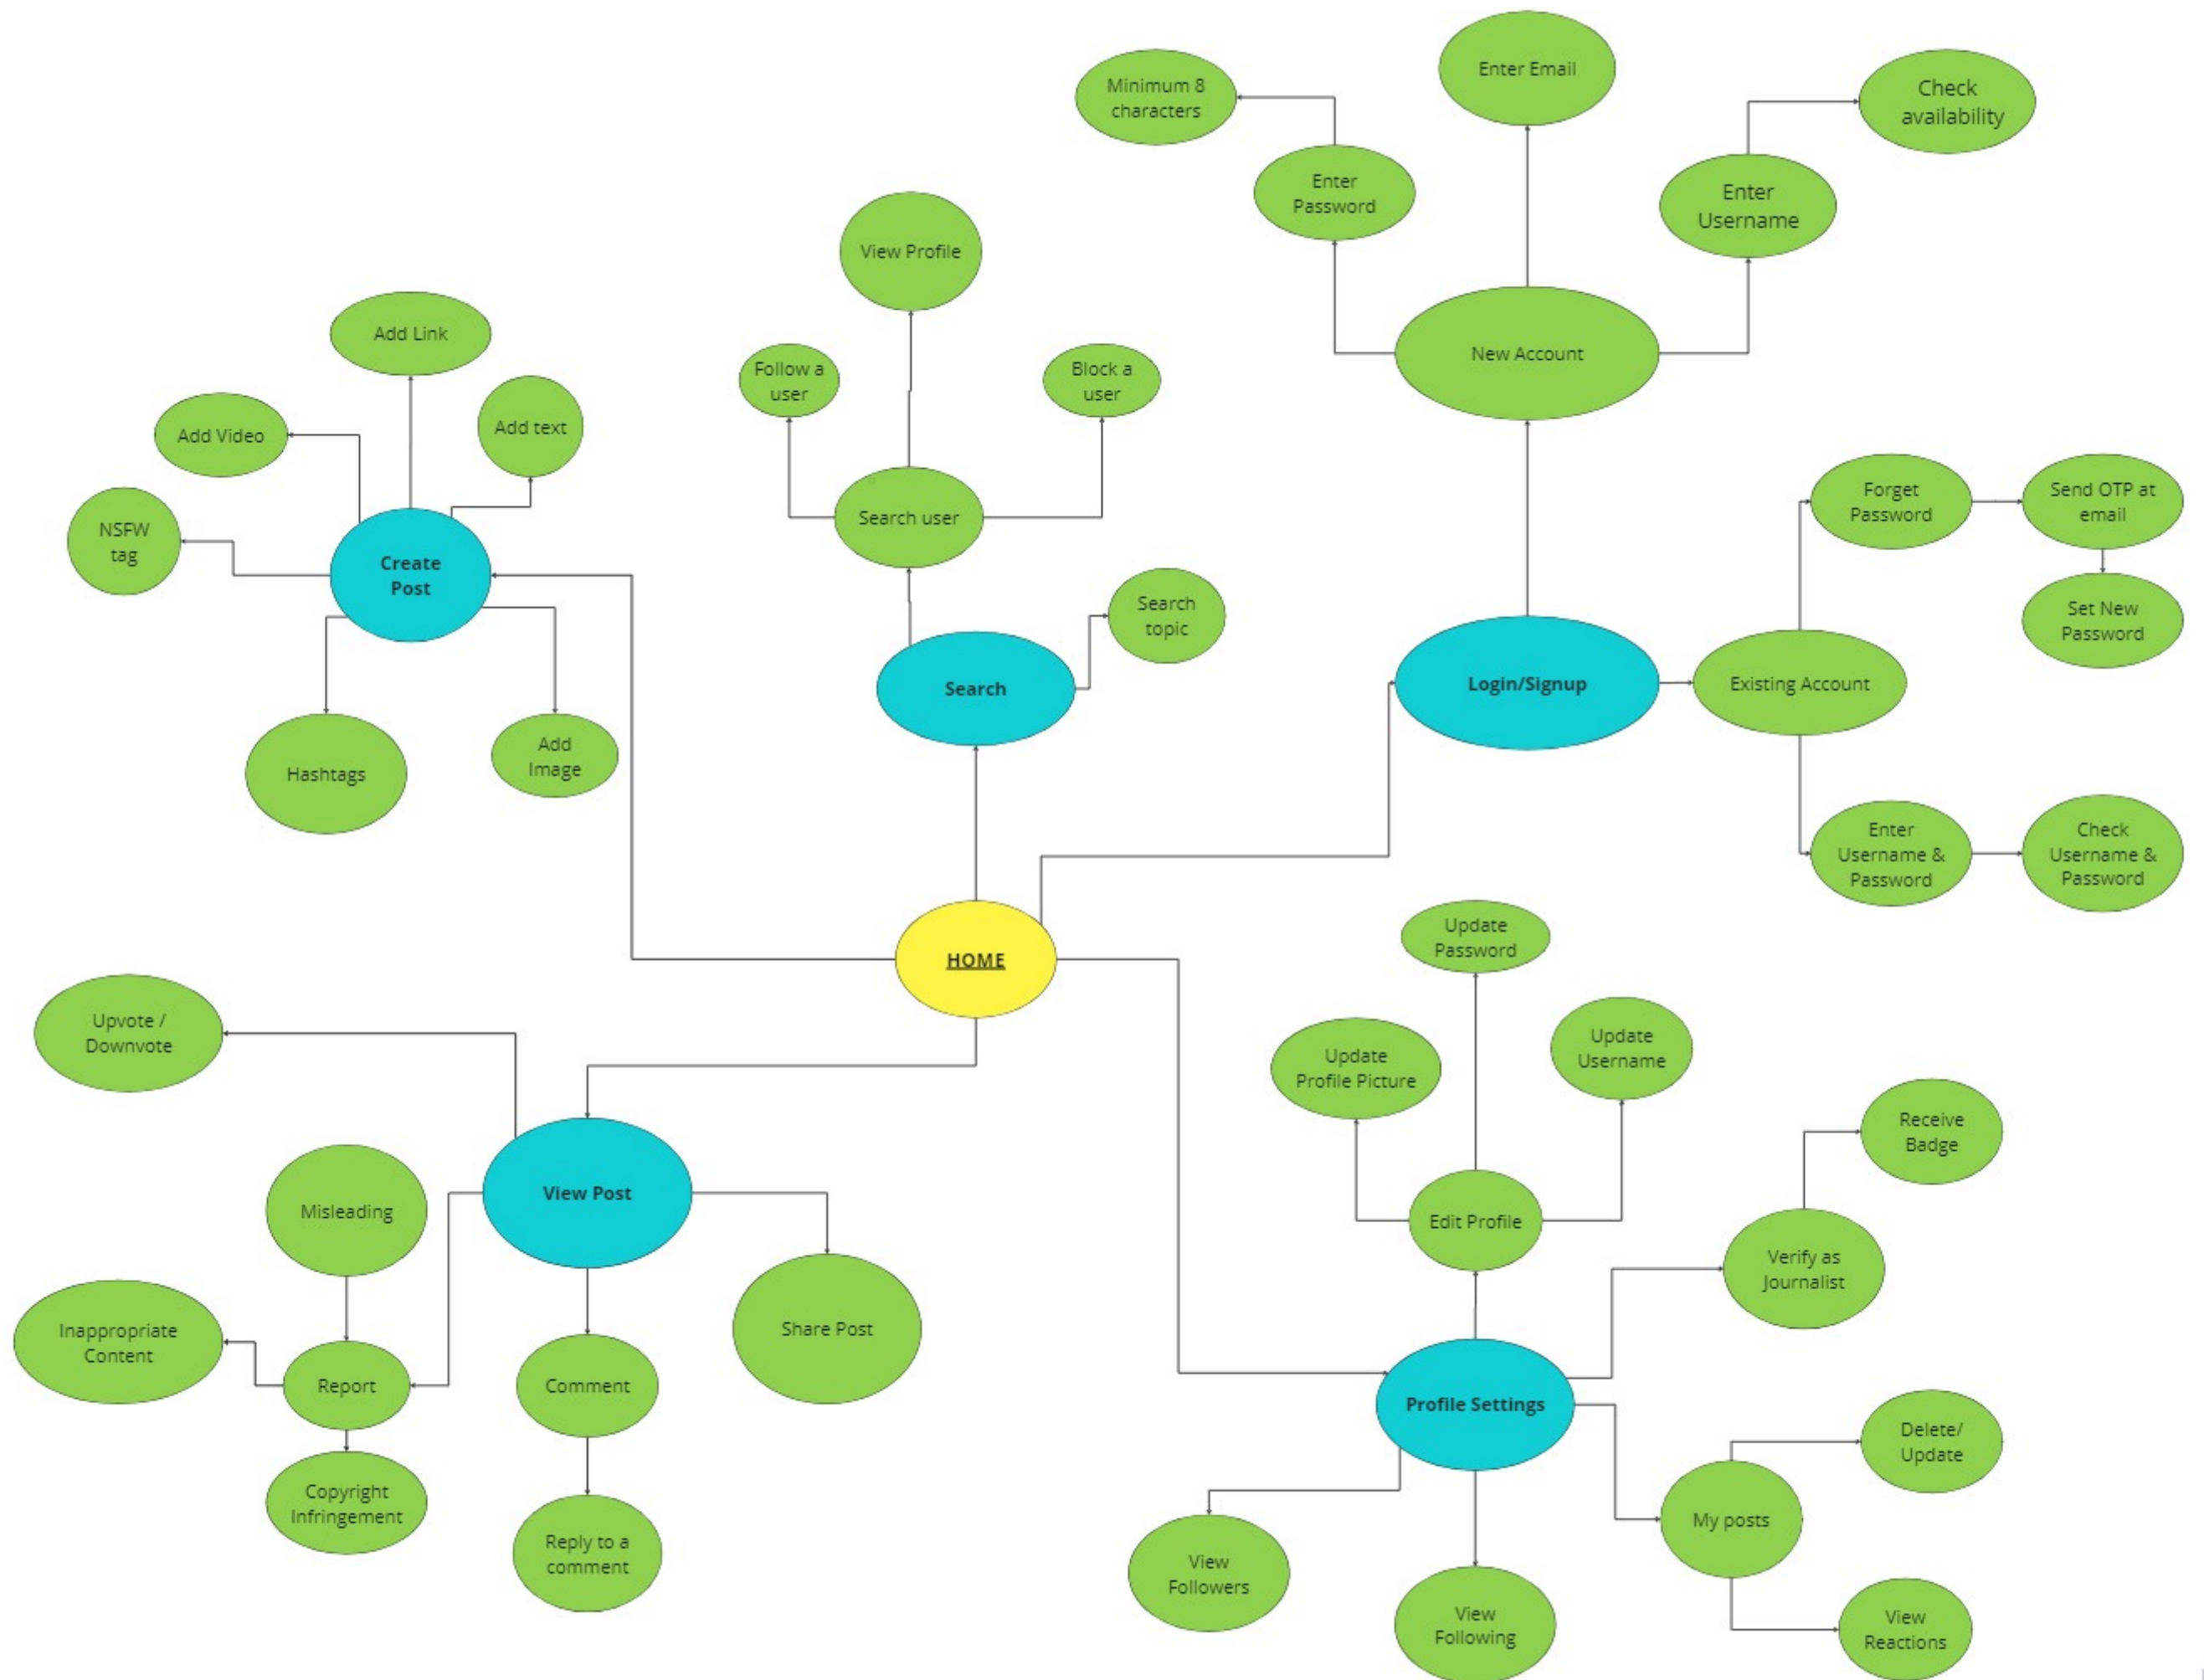 Enter Email
Minimum 8
characters
Check
availability
Enter
Password
Enter
Username
View Profile
Add Link
New Account
Follow a
user
Block a
user
Add Video
Add text
Forget
Password
Send OTP at
email
Search user
NSFW
tag
Create
Post
Search
topic
Set New
Password
Search
Login/Signup
Existing Account
Hashtags
Add
Image
Enter
Username &
Password
Check
Username &
Password
HOME
Update
Password
Upvote /
Downvote
Update
Profile Picture
Update
Username
Receive
Badge
View Post
Misleading
Edit Profile
Verify as
Journalist
Inappropriate
Content
Share Post
Report
Comment
Profile Settings
Delete/
Update
Copyright
Infringement
My posts
Reply to a
comment
View
Followers
View
Following
View
Reactions